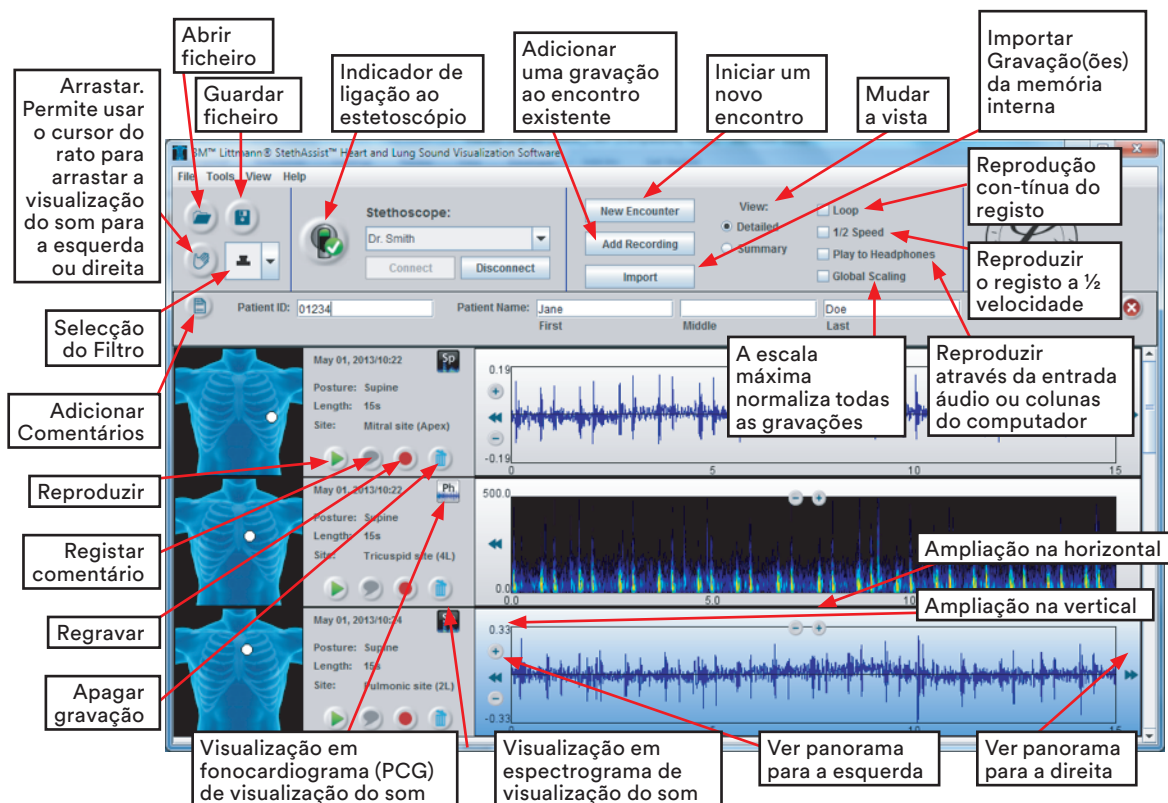 Abrir
ficheiro
Arrastar.
Permite usar
o cursor do
rato para
arrastar a
visualização
do som para
a esquerda
ou direita
Guardar
ficheiro
Indicador de
ligação ao
estetoscópio
Adicionar
uma gravação
ao encontro
existente
Iniciar um
novo
encontro
Mudar
a vista
Importar
Gravação(ões)
da memória
interna
3M™ Littmann® StethAssist™ Heart and Lung Sound Visualization Software
File Tools View Help
Stethoscope:
Dr. Smith
Connect
Disconnect
New Encounter
Add Recording
Import
View:
Detailed
Summary
Loop
1/2 Speed
Play to Headphones
Global Scaling
Reprodução
con-tínua do
registo
Reproduzir
o registo a ½
velocidade
Selecção
do Filtro
Patient ID: 01234
Patient Name: Jane
Doe
First
Middle
Last
Adicionar
Comentários
A escala
máxima
normaliza todas
as gravações
Reproduzir
através da entrada
áudio ou colunas
do computador
May 01, 2013/10:22
Sp
Posture: Supine
Length: 15s
Site: Mitral site (Apex)
0.19
-0.19
0
5
10
15
Reproduzir
May 01, 2013/10:22
Ph
Posture: Supine
Length: 15s
Site: Tricuspid site (4L)
500.0
0.0
0.0
5.0
Registar
comentário
Ampliação na horizontal
Ampliação na vertical
Regravar
May 01, 2013/10:24
Posture: Supine
Length: 15s
Site: Pulmonic site (2L)
0.33
-0.33
Apagar
gravação
Visualização em
fonocardiograma (PCG)
de visualização do som
Visualização em
espectrograma de
visualização do som
Ver panorama
para a esquerda
Ver panorama
para a direita